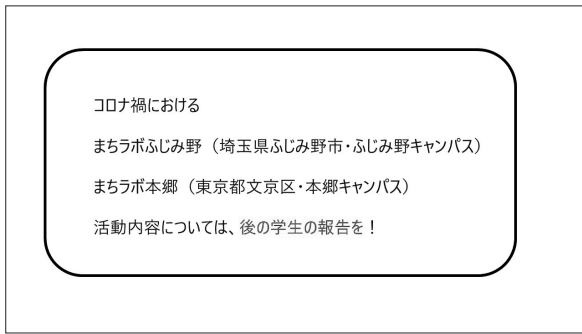 コロナ禍における
まちラボふじみ野（埼玉県ふじみ野市・ふじみ野キャンパス）
まちラボ本郷（東京都文京区・本郷キャンパス）
活動内容については、後の学生の報告を！